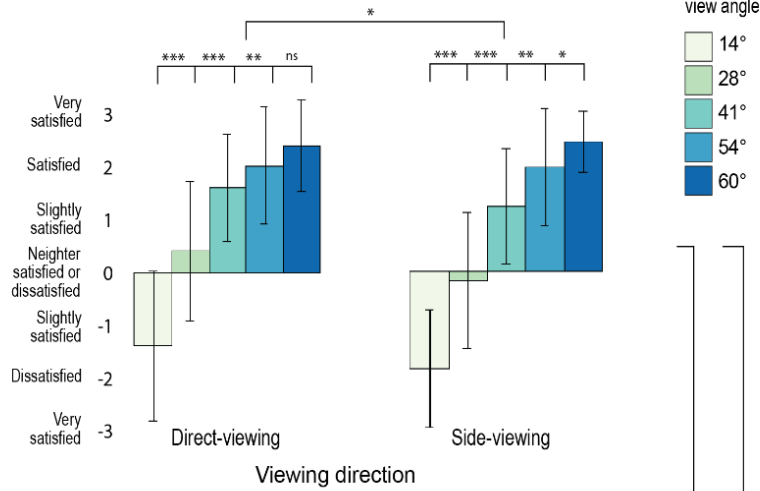 view angle
14°
28°
41°
54°
60°
*
*** *** ** ns
*** *** ** *
Very
satisfied 3
Satisfied 2
Slightly
satisfied 1
Neighter
satisfied or
dissatisfied 0
Slightly
satisfied -1
Dissatisfied -2
Very
satisfied -3
Direct-viewing Side-viewing
Viewing direction